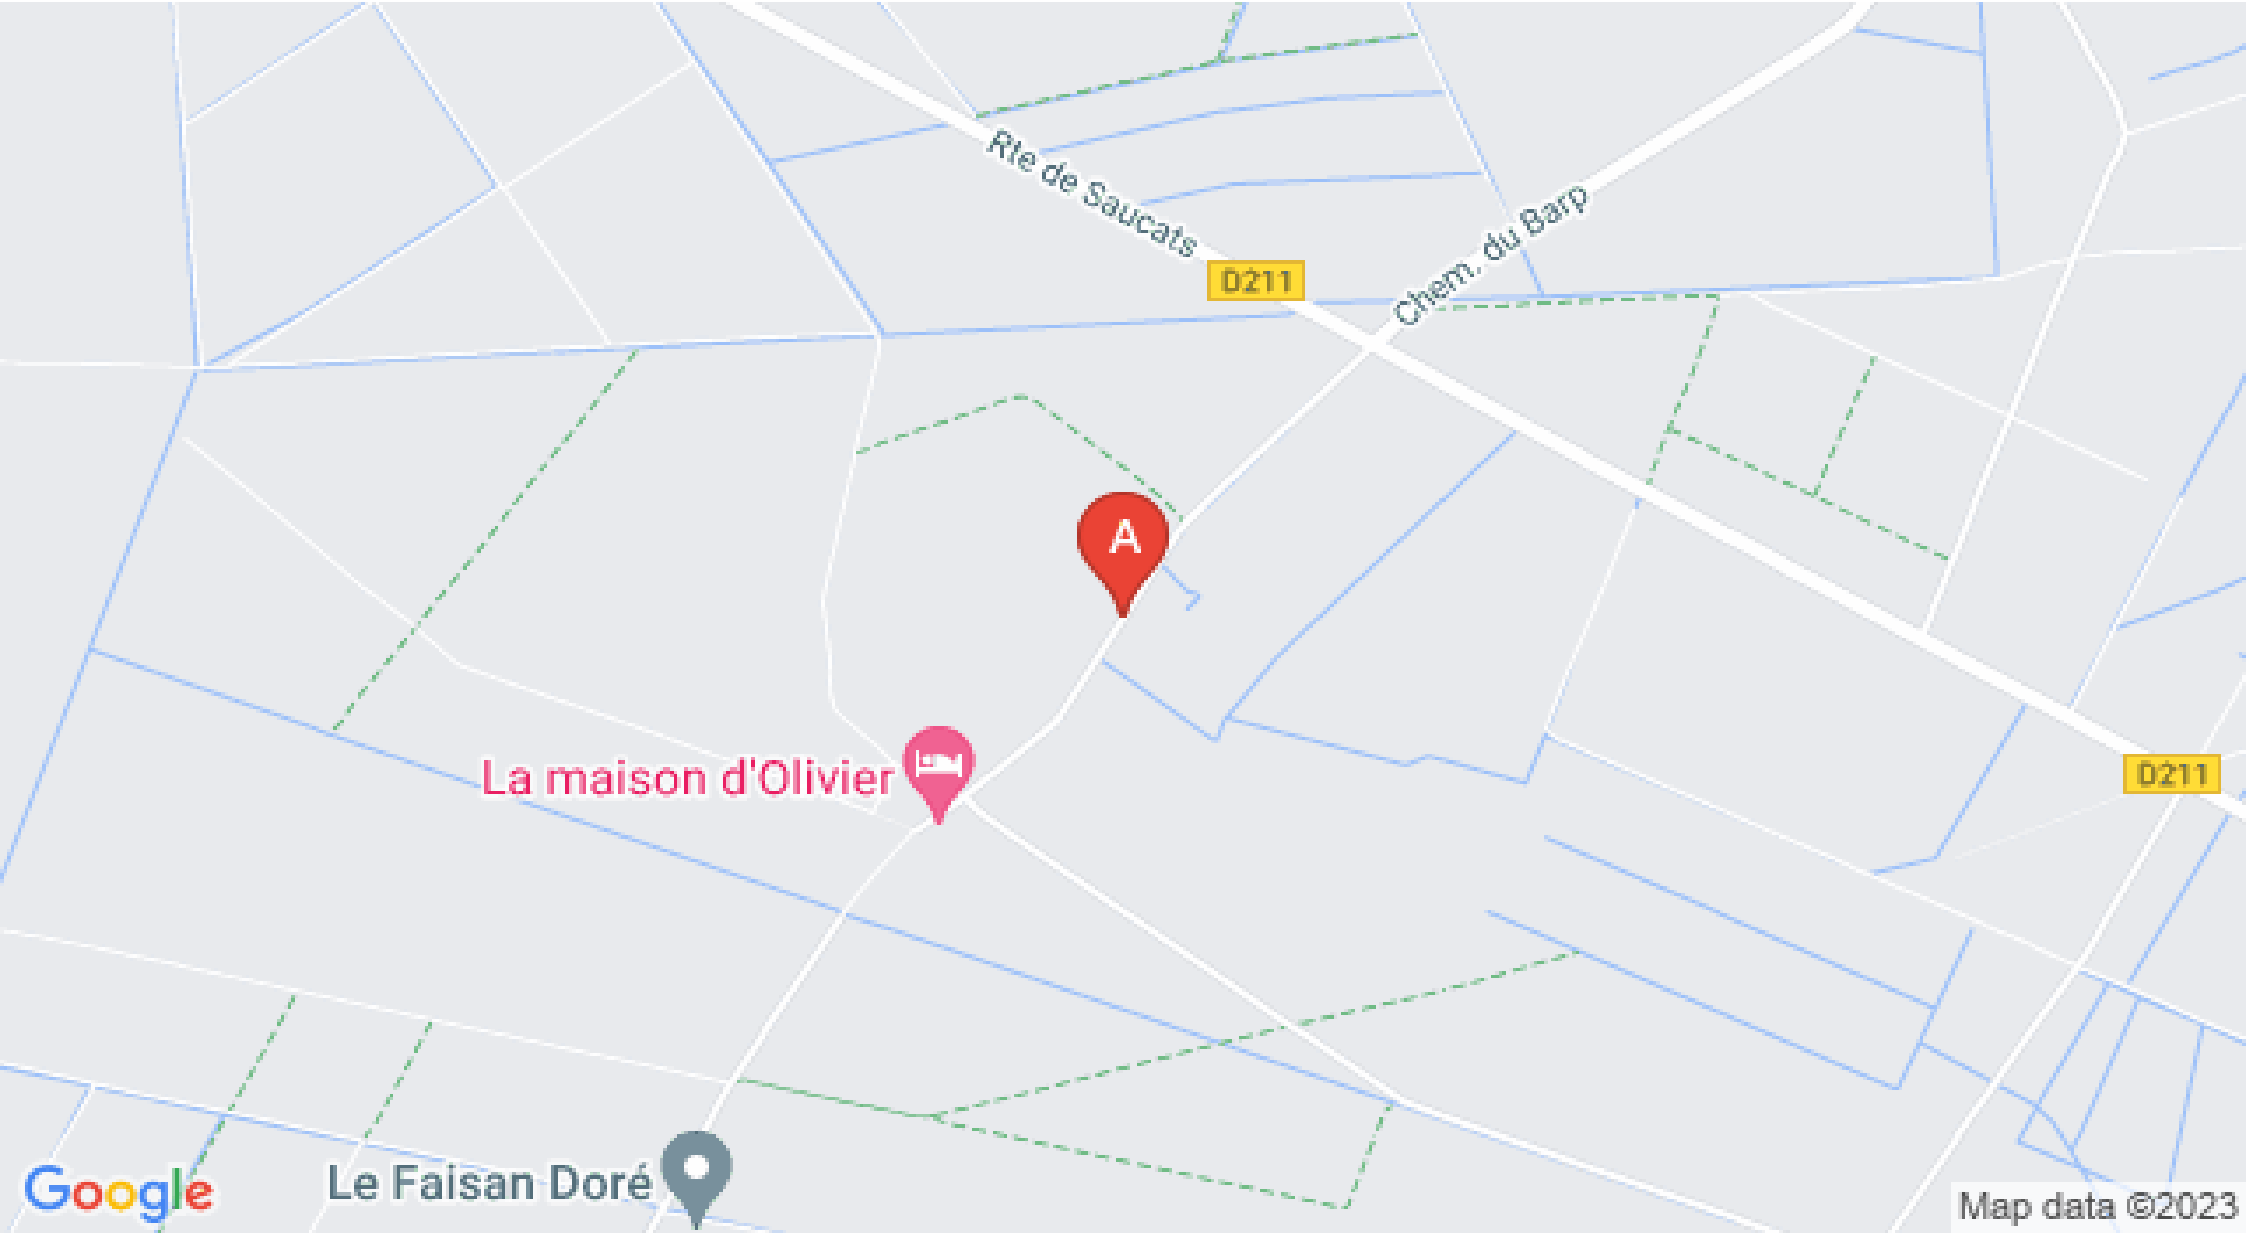 Rte de Saucats
D211
Chem. du Barp
A
La maison d'Olivier
D211
Le Faisan Doré
Google
Map data ©2023